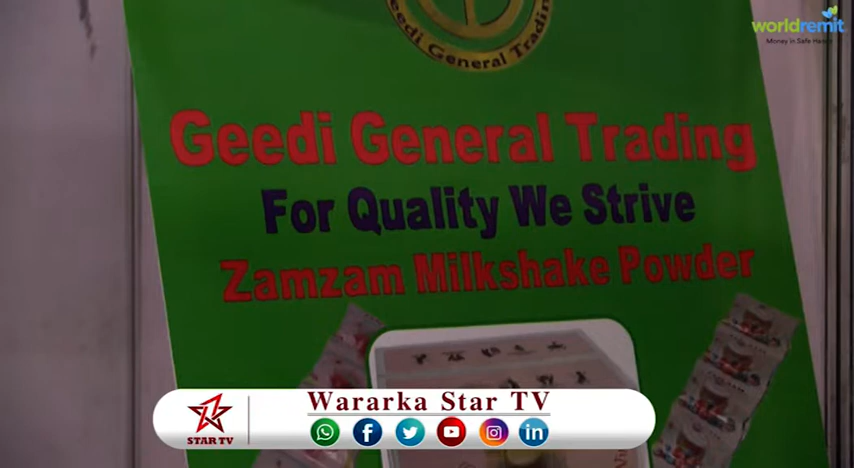 worldremit
Money in Safe Hands
Geedi General Trading
Geedi General Trading
For Quality We Strive
Zamzam Milkshake Powder
Wararka Star TV
STAR TV